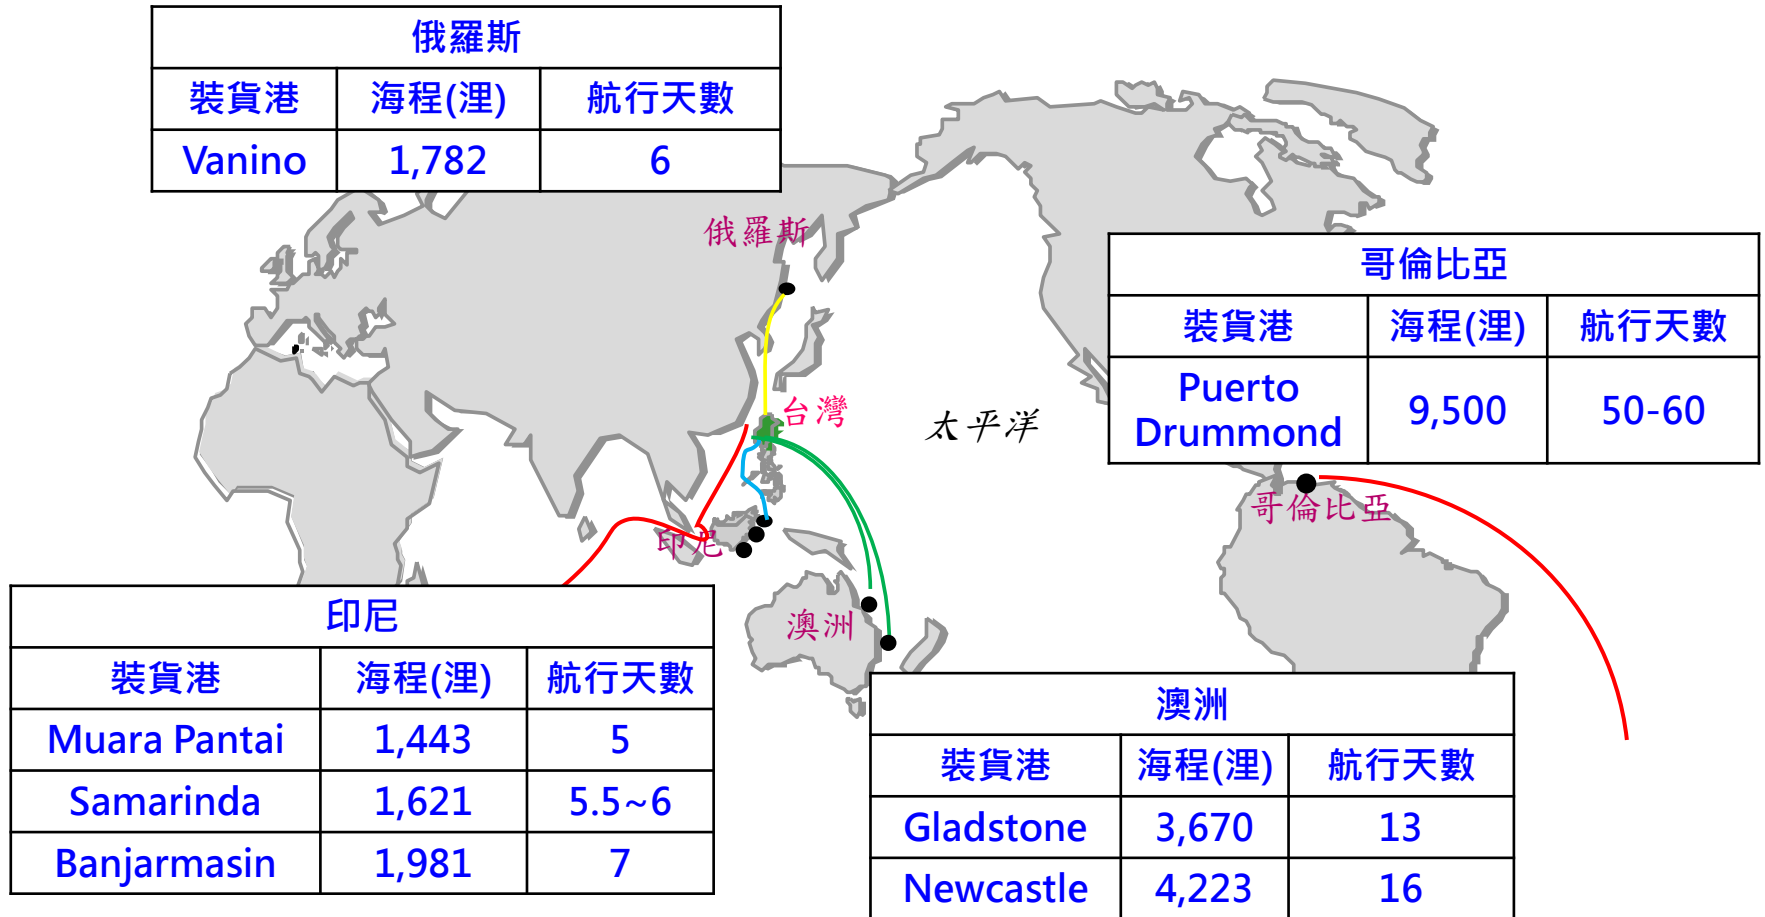 俄羅斯
裝貨港 海程(浬) 航行天數
Vanino 1,782 6
俄羅斯
哥倫比亞
裝貨港 海程(浬) 航行天數
Puerto
Drummond 9,500 50-60
台灣
太平洋
哥倫比亞
印尼
澳洲
印尼
裝貨港 海程(浬) 航行天數
Muara Pantai 1,443 5
Samarinda 1,621 5.5~6
Banjarmasin 1,981 7
澳洲
裝貨港 海程(浬) 航行天數
Gladstone 3,670 13
Newcastle 4,223 16